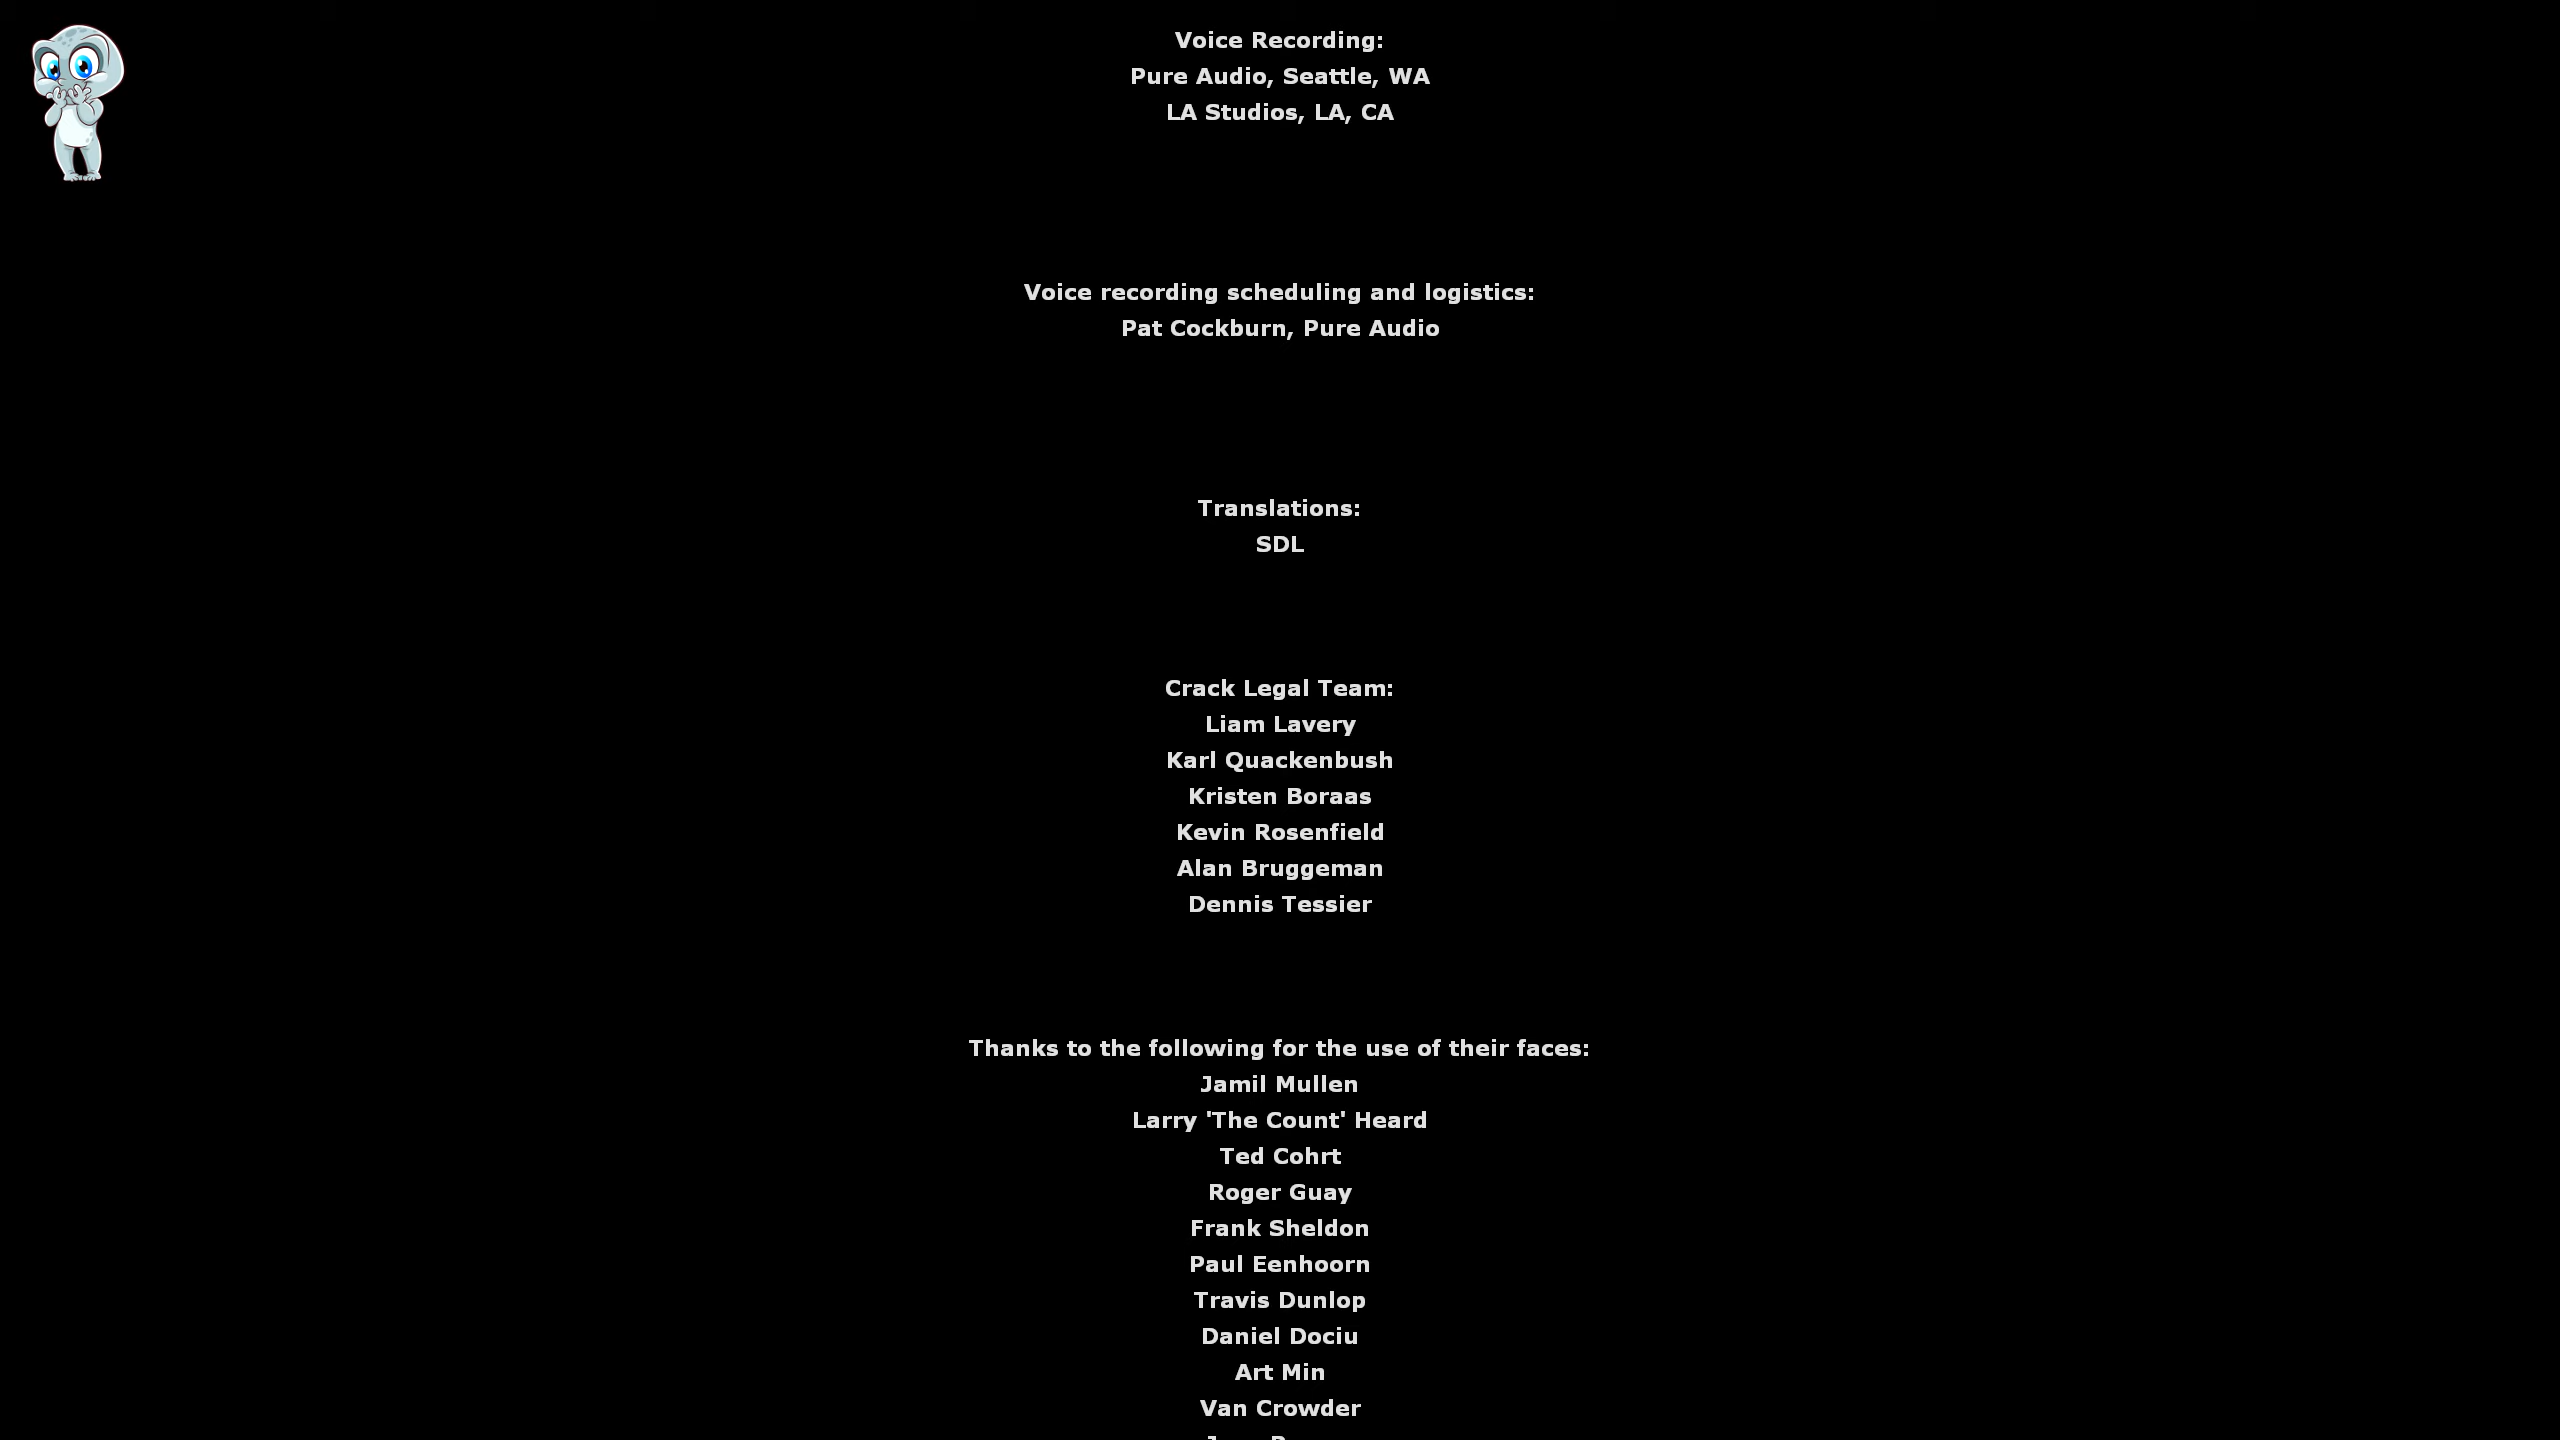 Voice Recording:
Pure Audio, Seattle, WA
LA Studios, LA, CA
Voice recording scheduling and logistics:
Pat Cockburn, Pure Audio
Translations:
SDL
Crack Legal Team:
Liam Lavery
Karl Quackenbush
Kristen Boraas
Kevin Rosenfield
Alan Bruggeman
Dennis Tessier
Thanks to the following for the use of their faces:
Jamil Mullen
Larry 'The Count' Heard
Ted Cohrt
Roger Guay
Frank Sheldon
Paul Eenhoorn
Travis Dunlop
Daniel Dociu
Art Min
Van Crowder